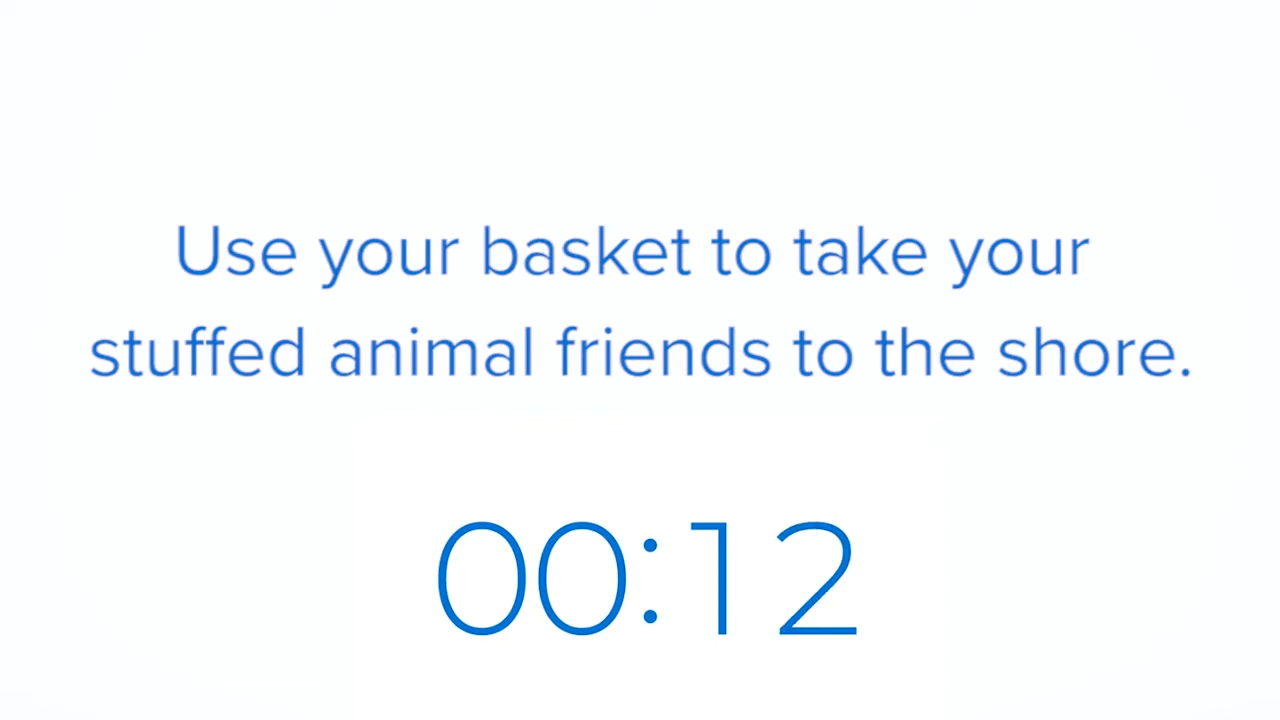 Use your basket to take your
stuffed animal friends to the shore.
00:12